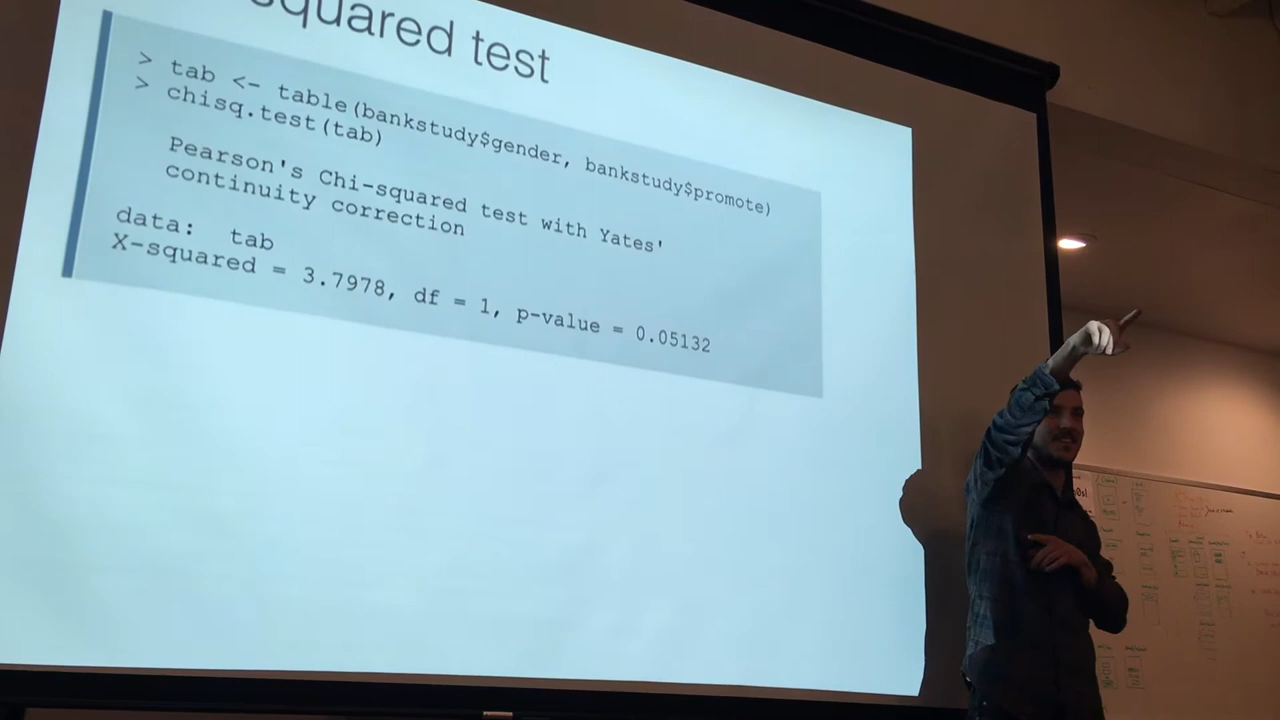 squared test
> tab <- table(bankstudy$gender, bankstudy$promote)
> chisq.test(tab)
Pearson's Chi-squared test with Yates'
continuity correction
data: tab
X-squared = 3.7978, df = 1, p-value = 0.05132